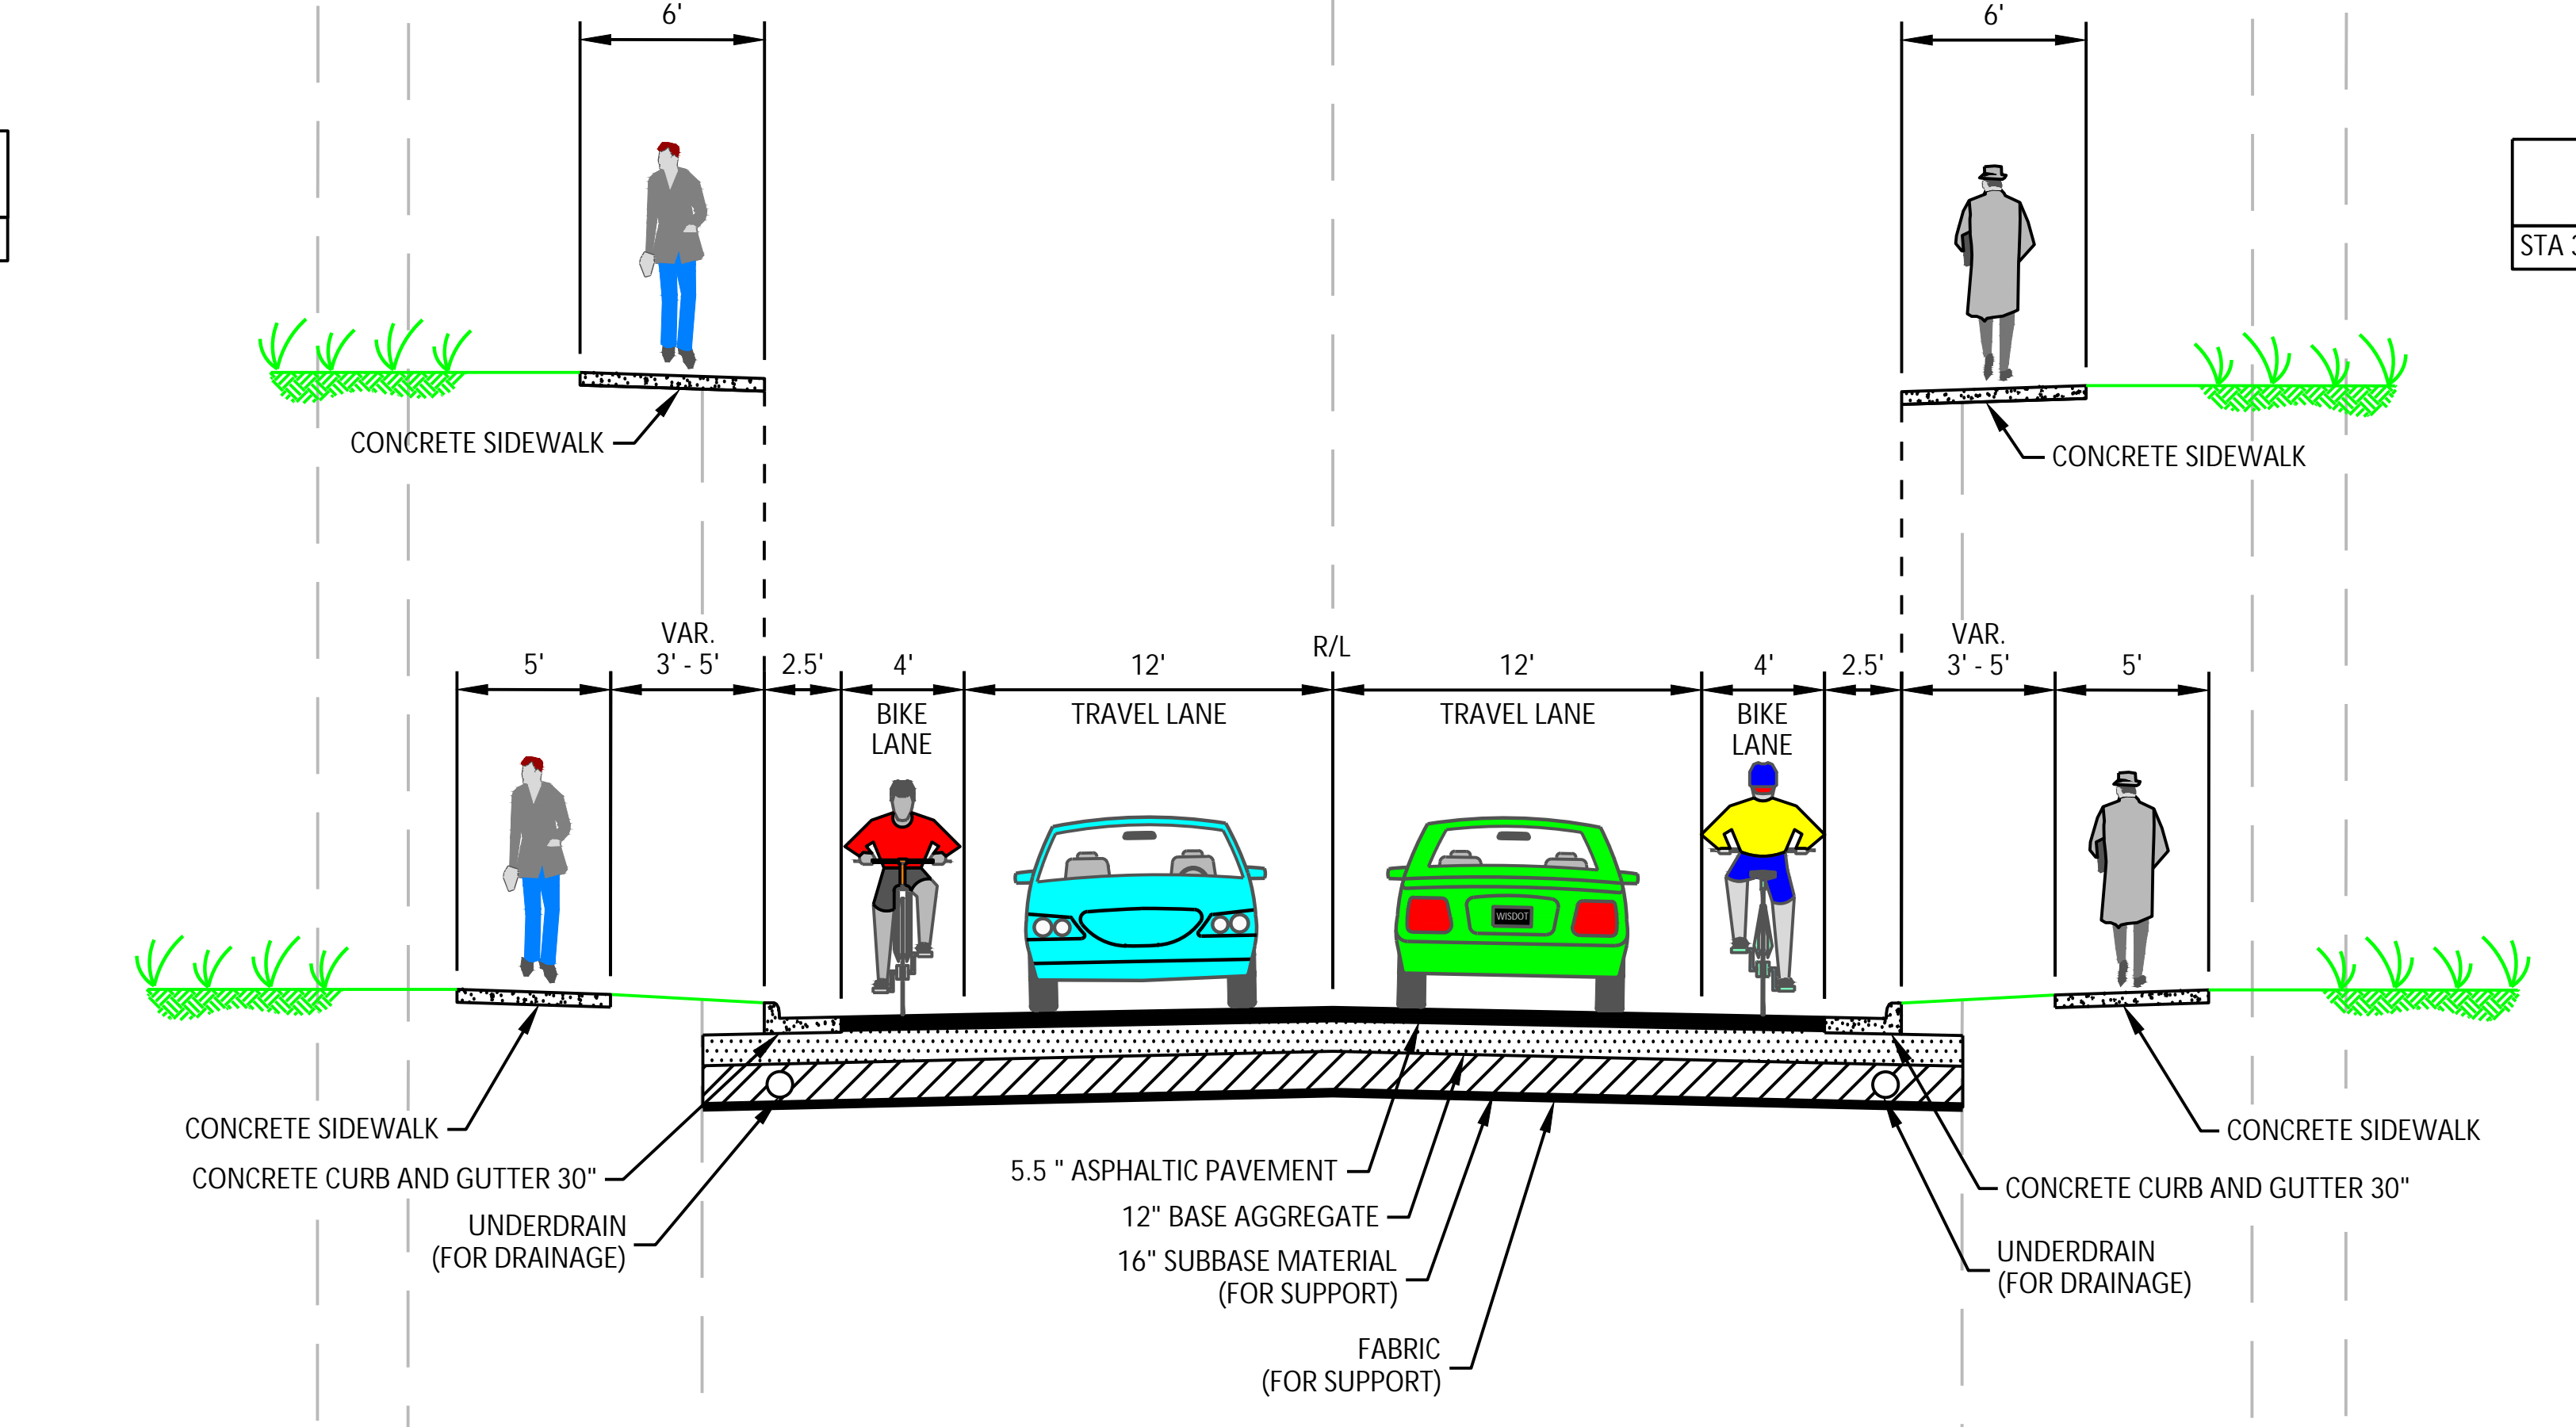 6'
6'
STA 3
CONCRETE SIDEWALK
CONCRETE SIDEWALK
VAR.
R/L
VAR.
5'
3' - 5'
2.5'
4'
12'
12'
4'
2.5'
3' - 5'
5'
BIKE
LANE
TRAVEL LANE
TRAVEL LANE
BIKE
LANE
WISDOT
CONCRETE SIDEWALK
CONCRETE CURB AND GUTTER 30"
UNDERDRAIN
(FOR DRAINAGE)
5.5 " ASPHALTIC PAVEMENT
12" BASE AGGREGATE
16" SUBBASE MATERIAL
(FOR SUPPORT)
FABRIC
(FOR SUPPORT)
CONCRETE SIDEWALK
CONCRETE CURB AND GUTTER 30"
UNDERDRAIN
(FOR DRAINAGE)